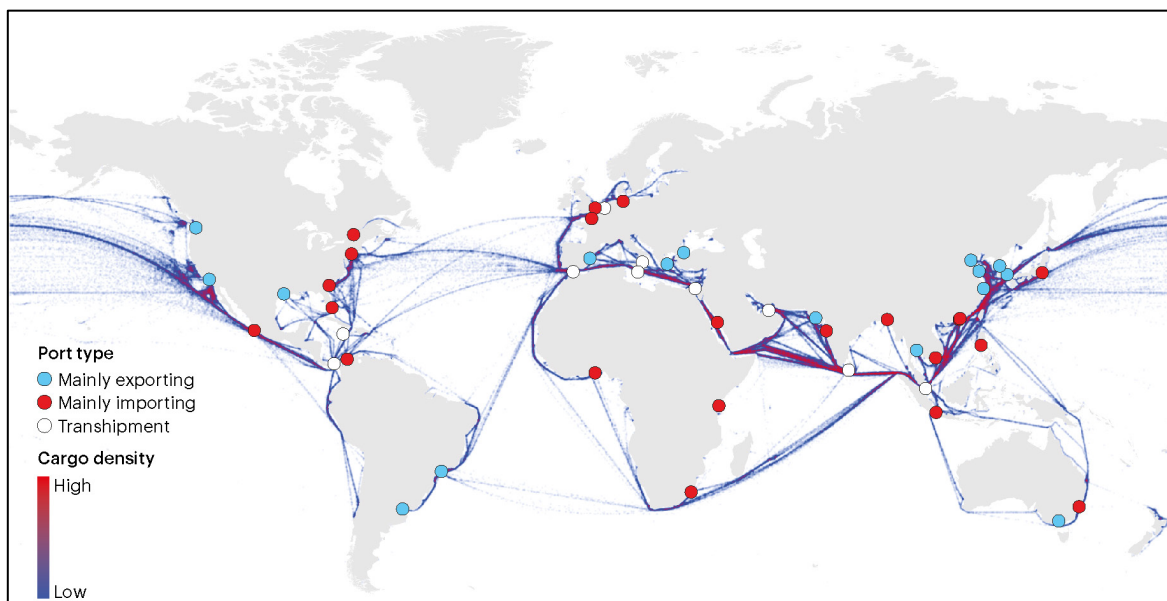 Port type
Mainly exporting
Mainly importing
Transhipment
Cargo density
High
Low